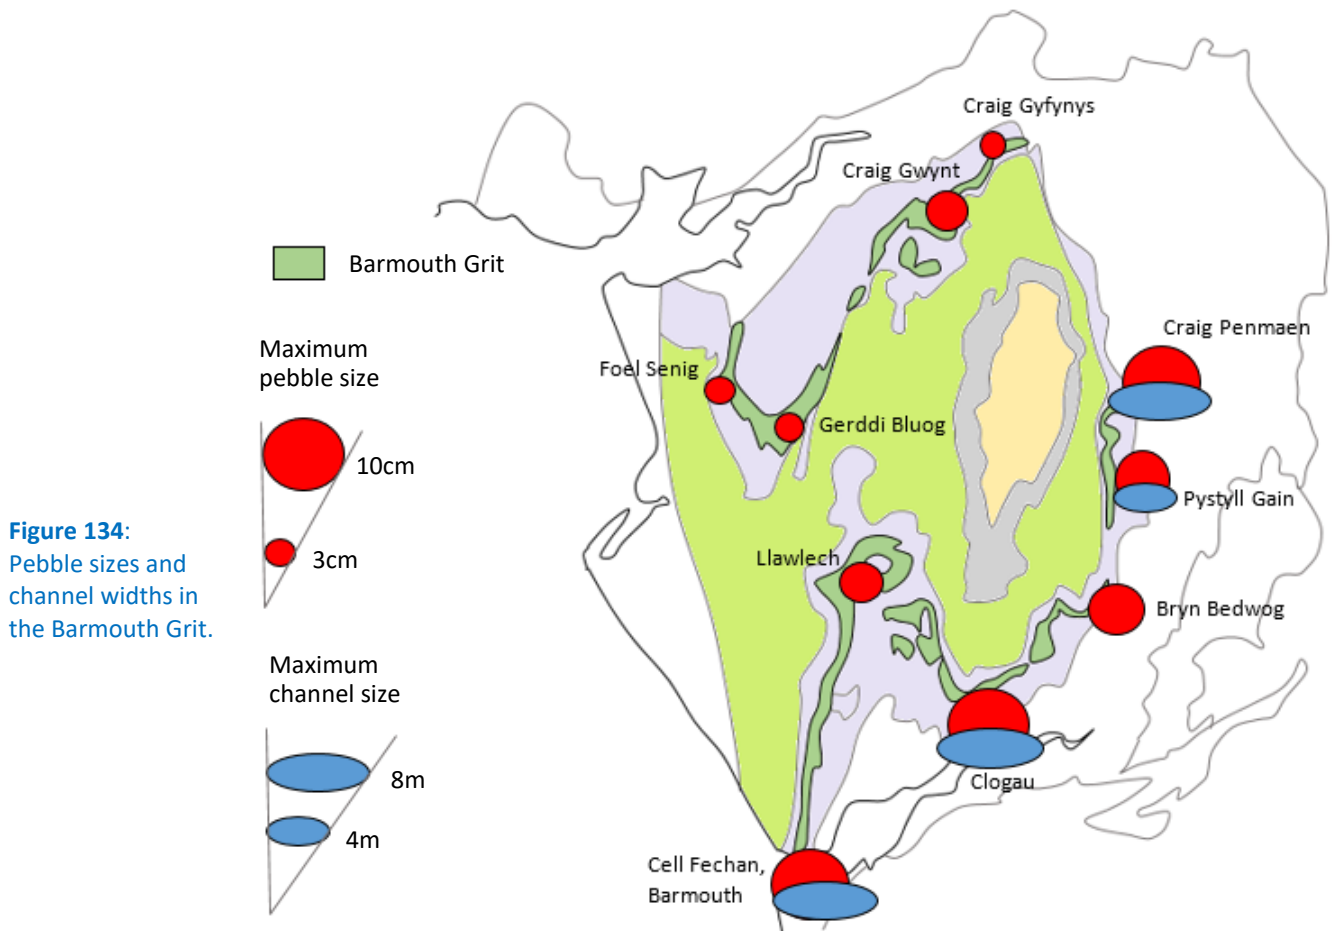 Craig Gyfynys
Craig Gwynt
Barmouth Grit
Craig Penmaen
Maximum
pebble size
Foel Senig
Gerddi Bluog
10cm
Pystyll Gain
Figure 134:
Pebble sizes and
channel widths in
the Barmouth Grit.
3cm
Llawlech
Bryn Bedwog
Maximum
channel size
8m
Clogau
4m
Cell Fechan,
Barmouth